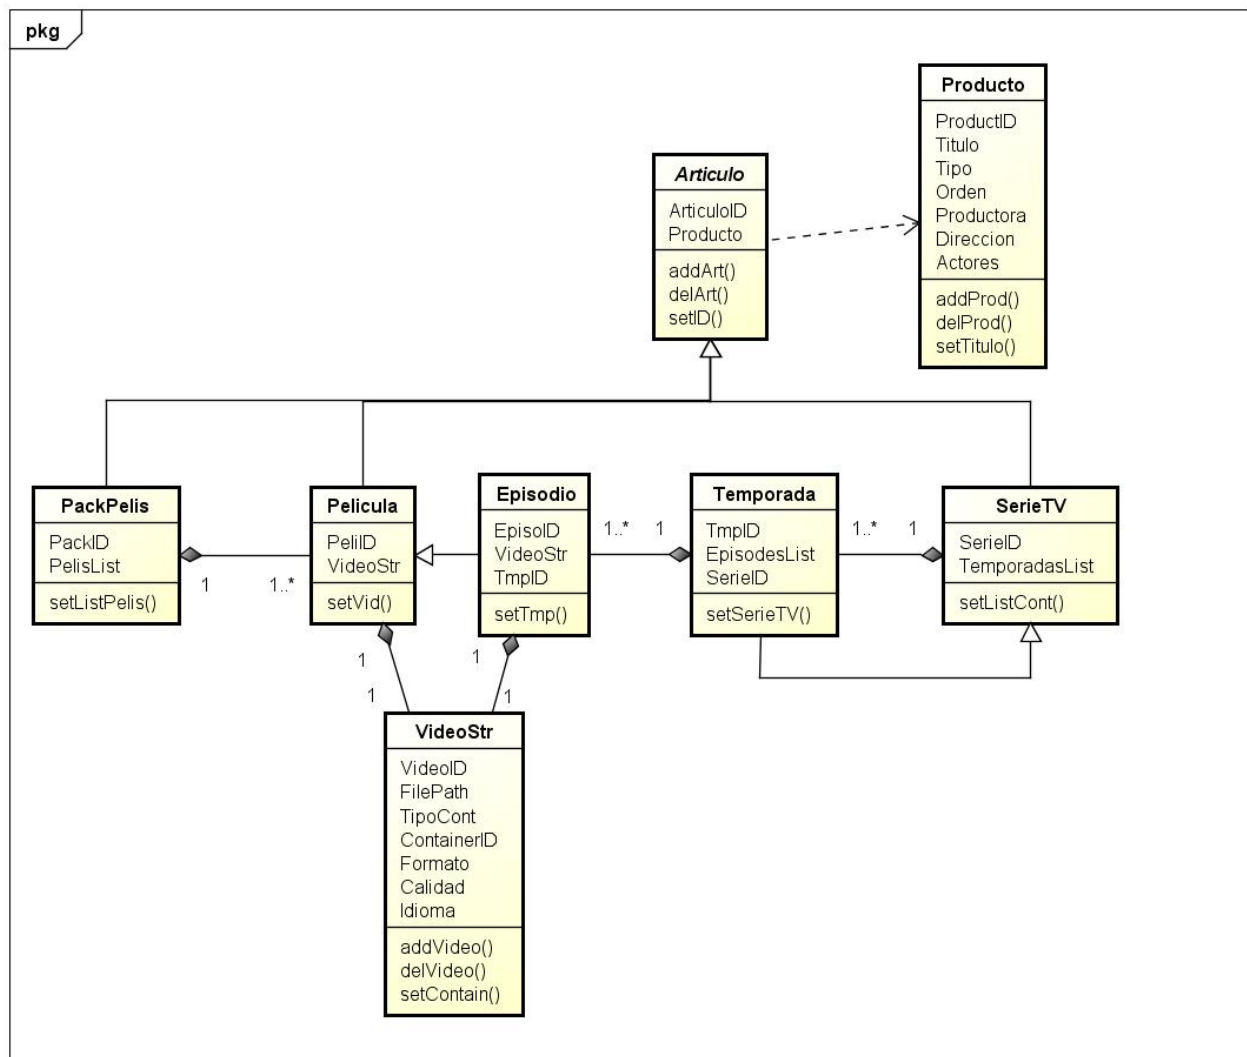 pkg
Producto
ProductID
Titulo
Tipo
Orden
Productora
Direccion
Actores
addProd()
delProd()
setTitulo()
Articulo
ArticuloID
Producto
addArt()
delArt()
setID()
PackPelis
PackID
PelisList
setListPelis()
1
1..*
Pelicula
PeliID
VideoStr
setVid()
Episodio
EpisoID
VideoStr
TmpID
setTmp()
1..*
1
Temporada
TmpID
EpisodesList
SerieID
setSerieTV()
1..*
1
SerieTV
SerieID
TemporadasList
setListCont()
1
1
1
1
VideoStr
VideoID
FilePath
TipoCont
ContainerID
Formato
Calidad
Idioma
addVideo()
delVideo()
setContain()